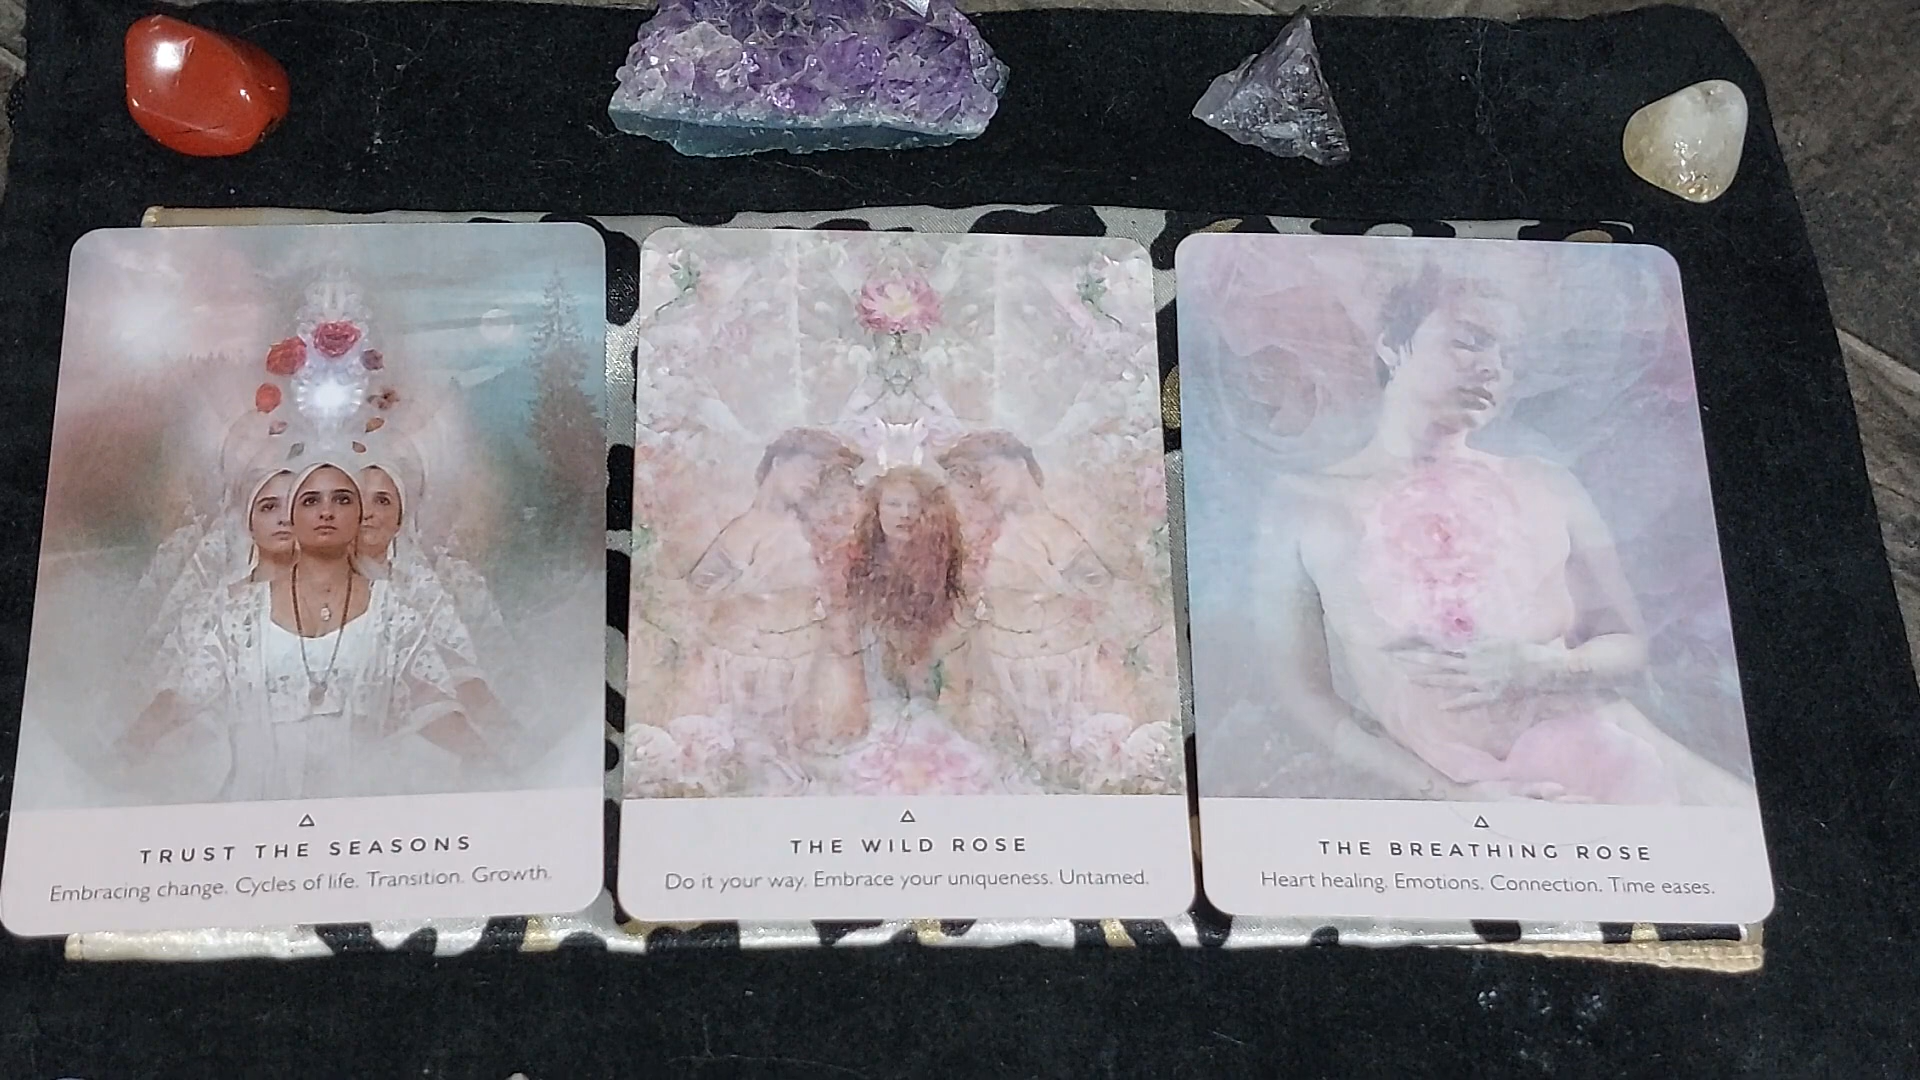 TRUST THE SEASONS
Embracing change. Cycles of life. Transition. Growth.
THE WILD ROSE
Do it your way. Embrace your uniqueness. Untamed.
THE BREATHING ROSE
Heart healing. Emotions. Connection. Time eases.